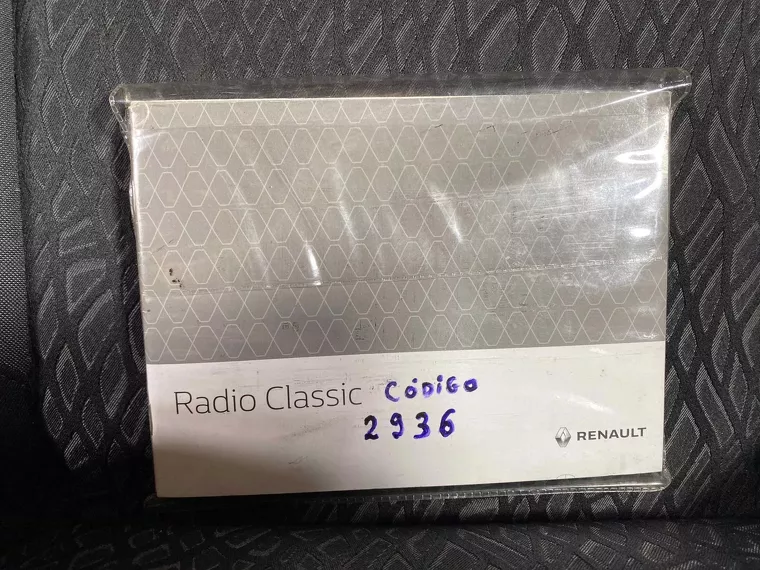 Radio Classic CÓDiGO
2936
RENAULT